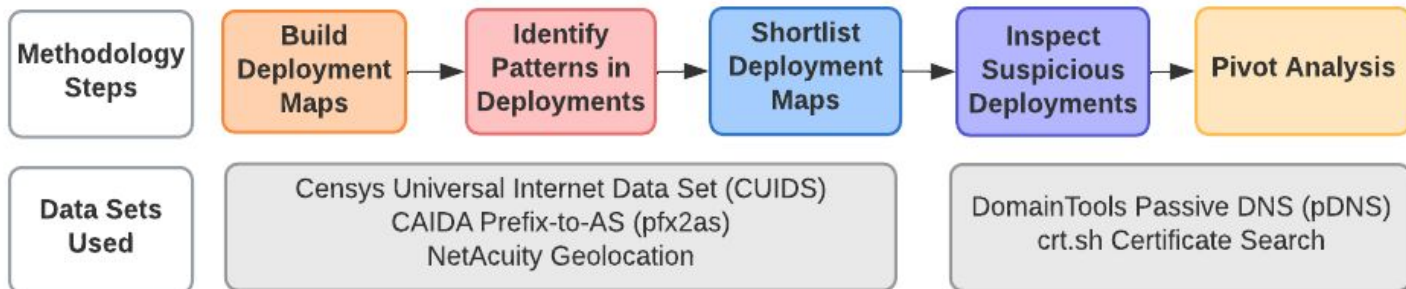 Methodology
Steps
Build
Deployment
Maps
Identify
Patterns in
Deployments
Shortlist
Deployment
Maps
Inspect
Suspicious
Deployments
Pivot Analysis
Data Sets
Used
Censys Universal Internet Data Set (CUIDS)
CAIDA Prefix-to-AS (pfx2as)
NetAcuity Geolocation
DomainTools Passive DNS (pDNS)
crt.sh Certificate Search